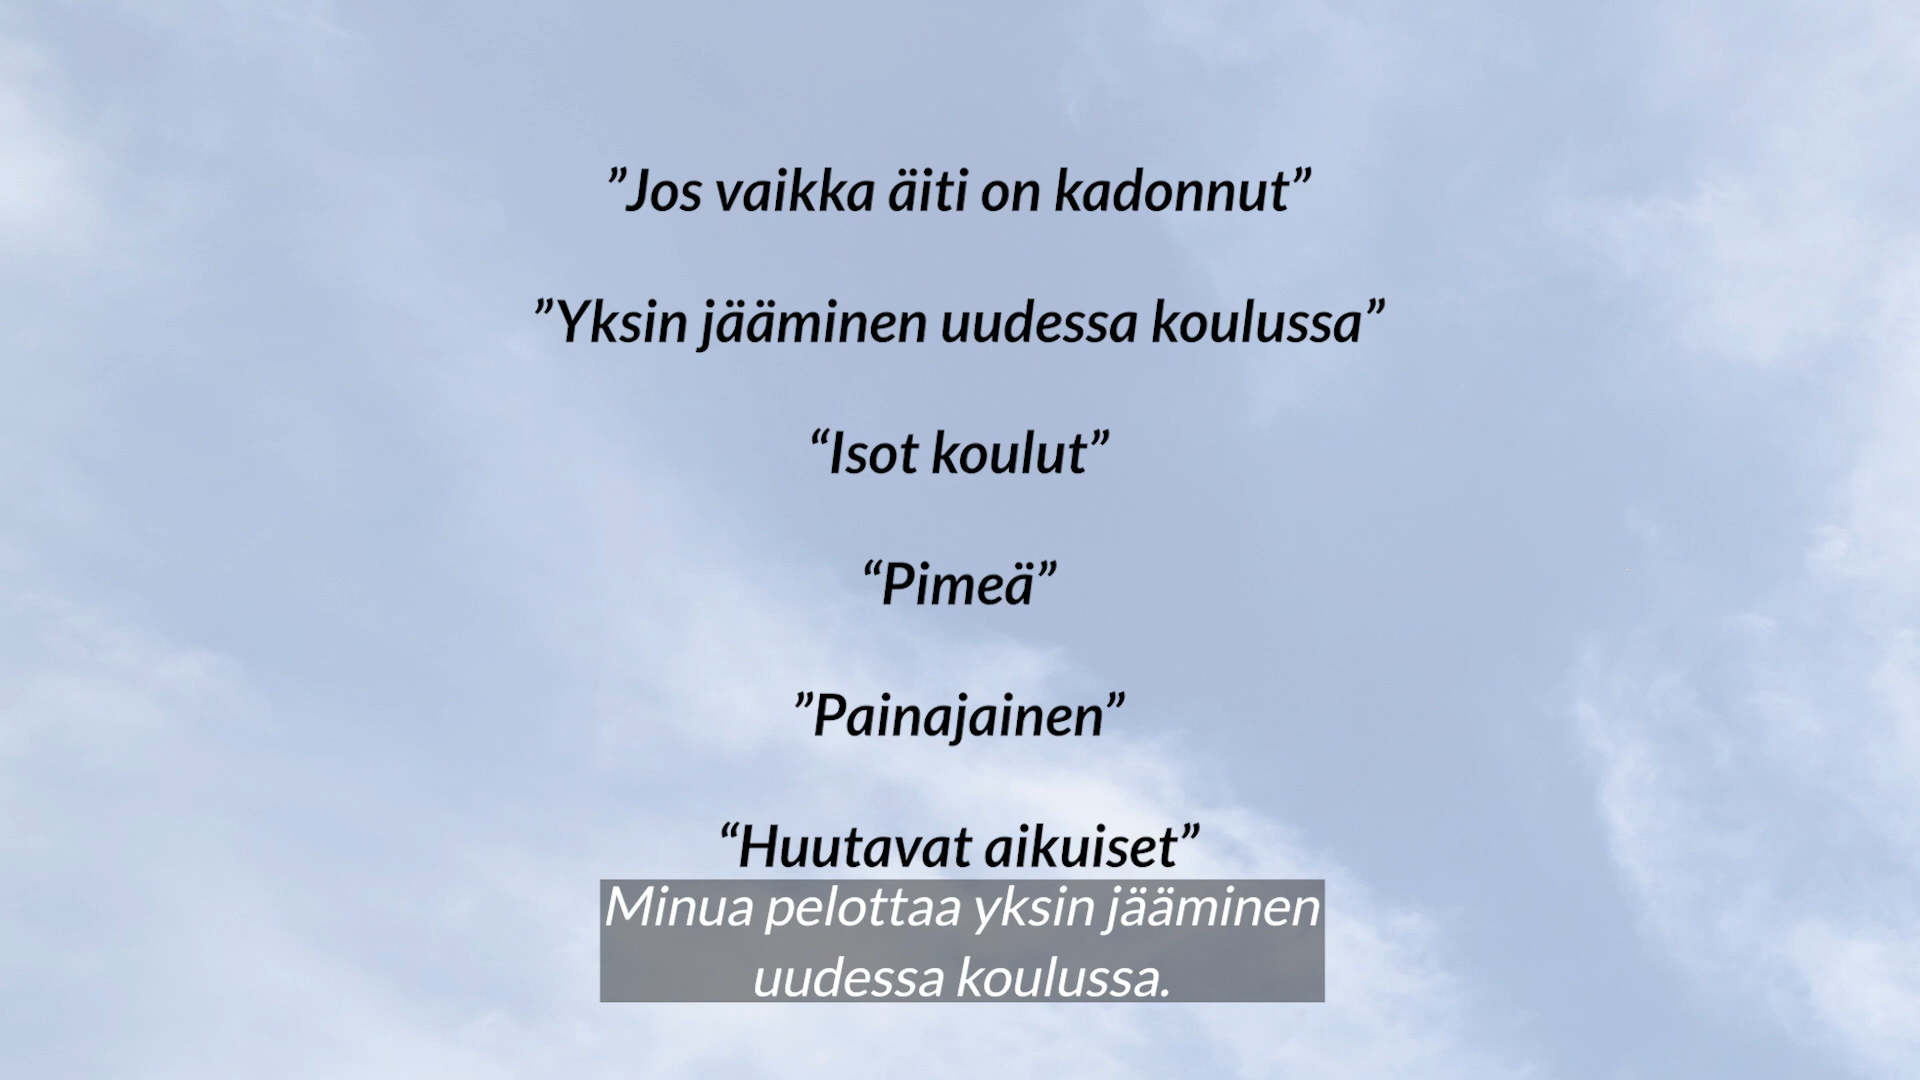 ”Jos vaikka äiti on kadonnut”
”Yksin jääminen uudessa koulussa”
“Isot koulut”
“Pimeä”
”Painajainen”
“Huutavat aikuiset”
Minua pelottaa yksin jääminen
uudessa koulussa.